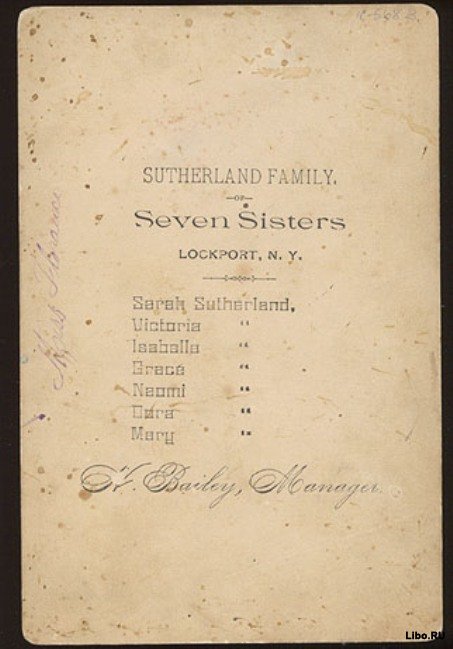 SUTHERLAND FAMILY.
—OF—
Seven Sisters
LOCKPORT, N. Y.
Sarah Sutherland,
Victoria "
Isabella "
Grace "
Naomi "
Dora "
Mary "
H. Bailey, Manager.
Libo.RU